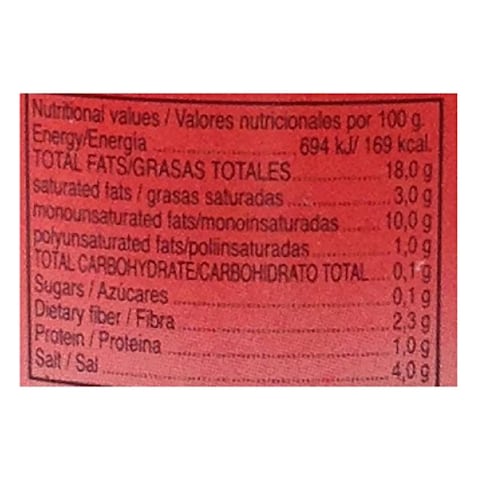 Nutritional values / Valores nutricionales por 100 g.
Energy/Energía 694 kJ/ 169 kcal.
TOTAL FATS/GRASAS TOTALES 18,0 g
saturated fats / grasas saturadas 3,0 g
monounsaturated fats/monoinsaturadas 10,0 g
polyunsaturated fats/poliinsaturadas 1,0 g
TOTAL CARBOHYDRATE/CARBOHIDRATO TOTAL 0,1 g
Sugars / Azúcares 0,1 g
Dietary fiber / Fibra 2,3 g
Protein / Proteina 1,0 g
Salt / Sal 4,0 g